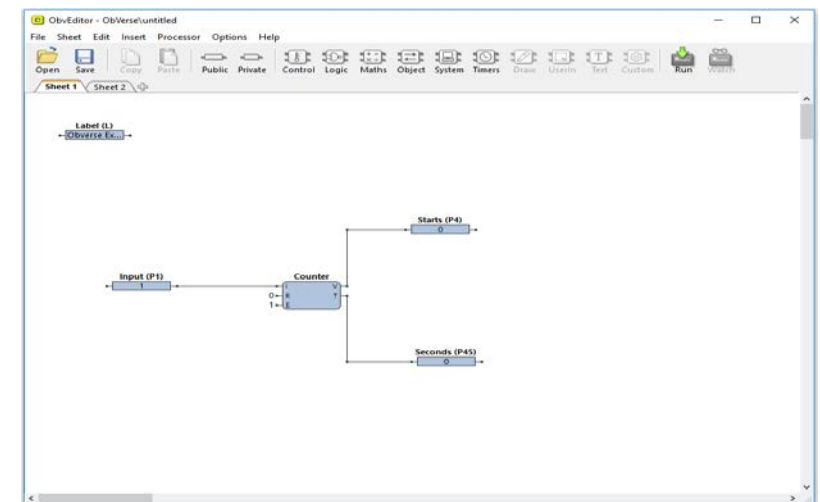 ObvEditor - ObVerse\untitled
File Sheet Edit Insert Processor Options Help
Open Save Copy Paste Public Private Control Logic Maths Object System Timers Draw UserIn Text Custom Run Watch
Sheet 1 Sheet 2
Label (L)
Obverse Ex...
Starts (P4)
0
Input (P1)
1
Counter
I V
0 R T
1 E
Seconds (P45)
0